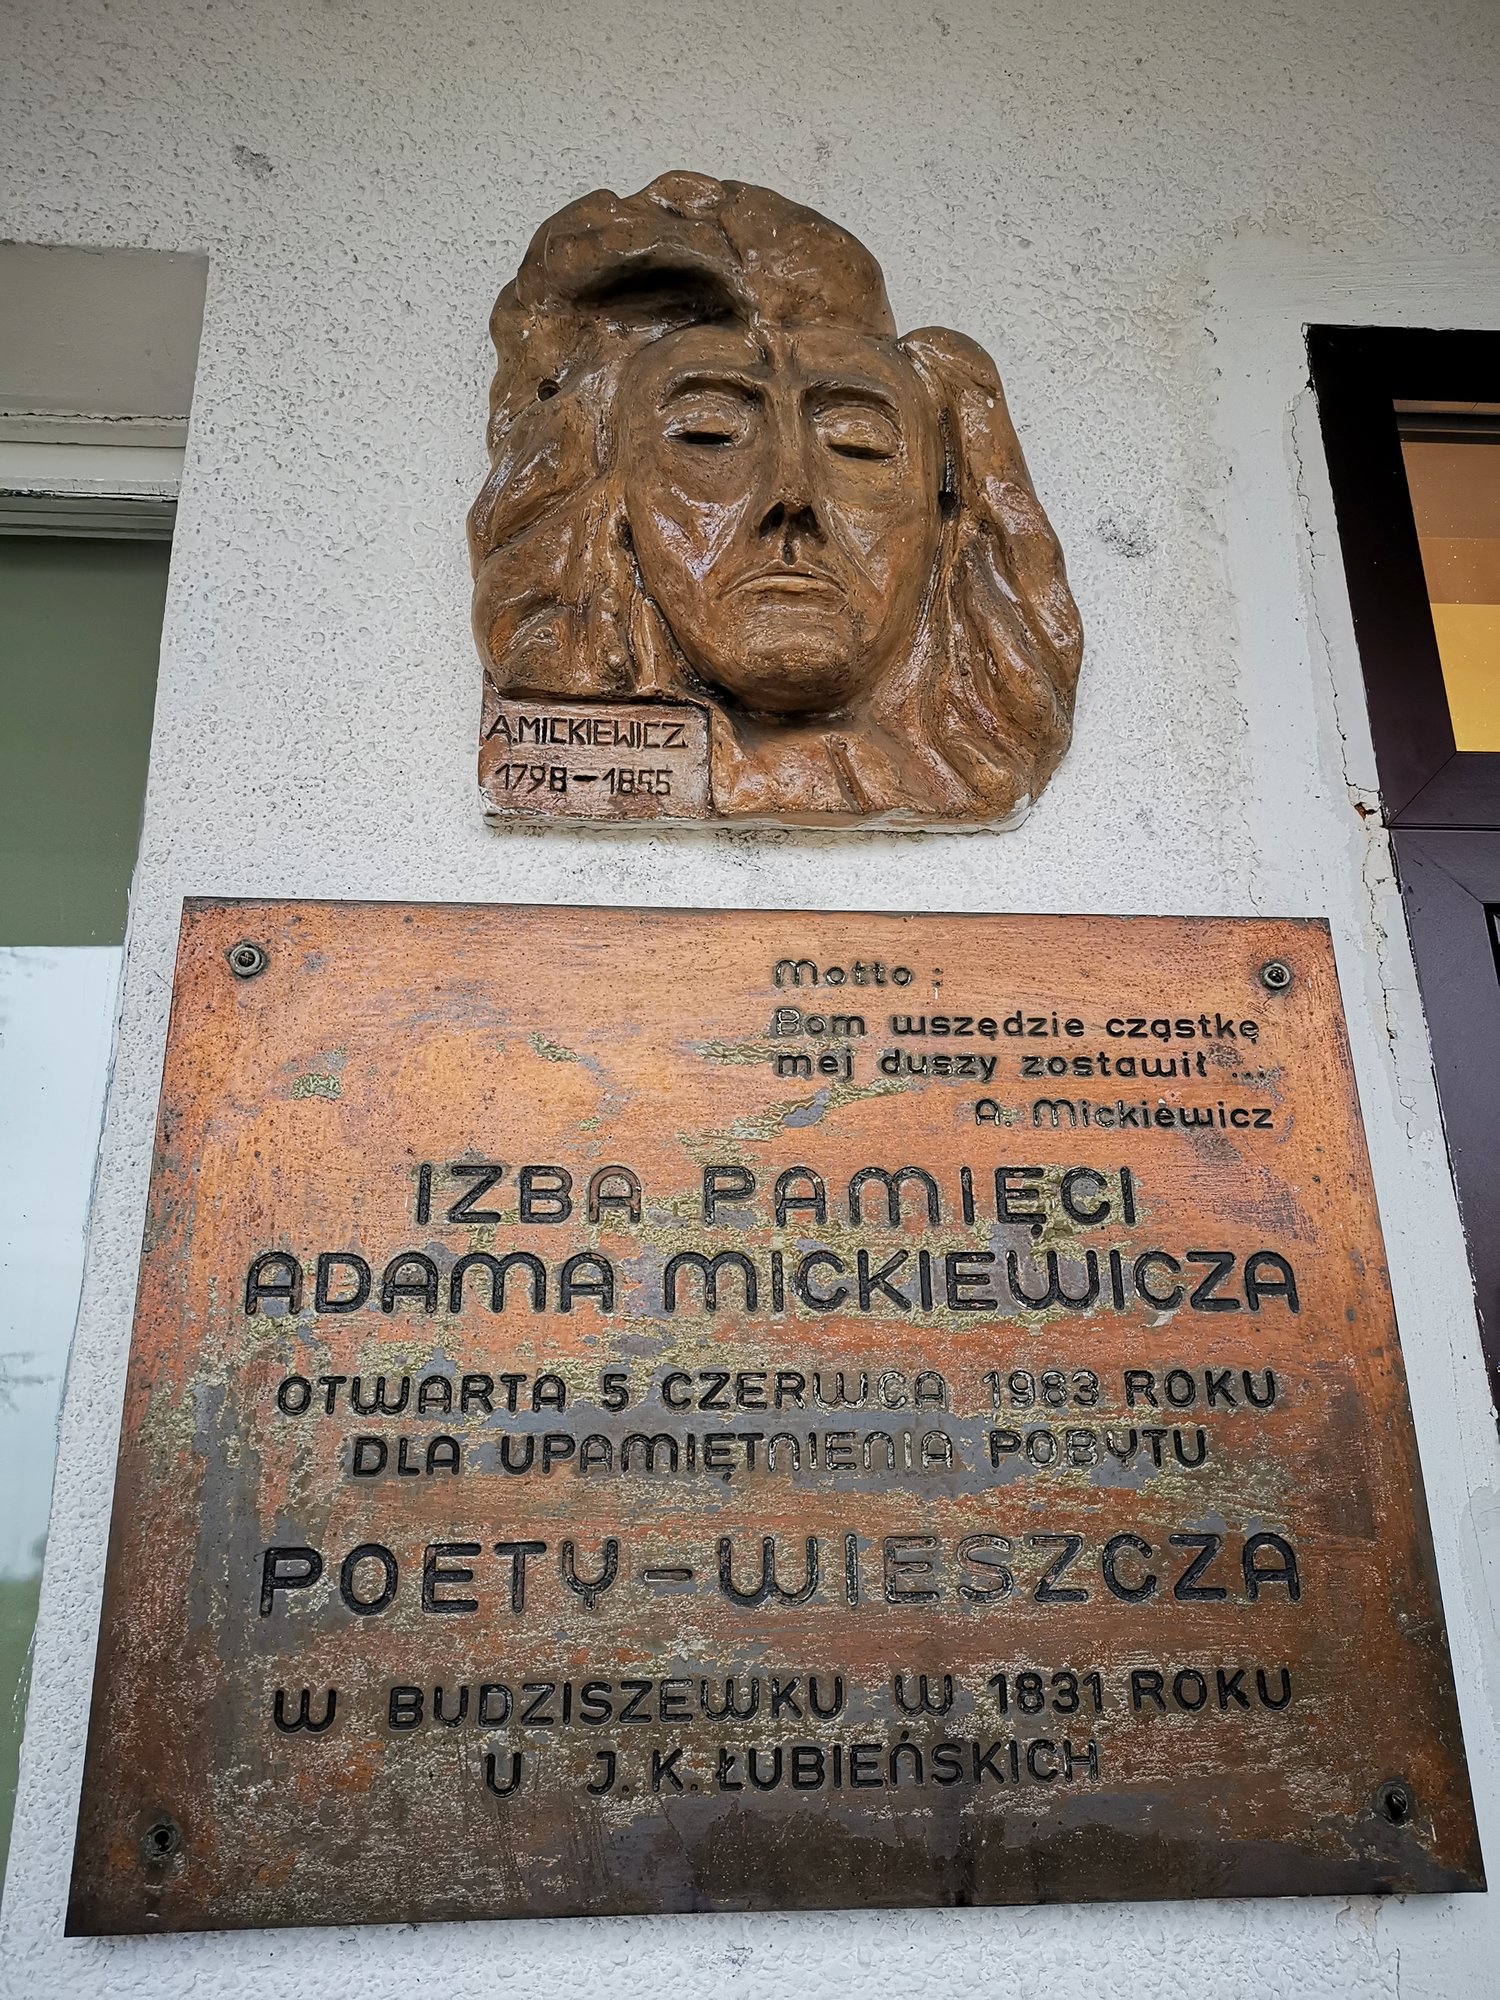 A.MICKIEWICZ
1798-1855
Motto :
Bom wszędzie cząstkę
mej duszy zostawił ...
A. Mickiewicz
IZBA PAMIĘCI
ADAMA MICKIEWICZA
OTWARTA 5 CZERWCA 1983 ROKU
DLA UPAMIĘTNIENIA POBYTU
POETY-WIESZCZA
W BUDZISZEWKU W 1831 ROKU
U J. K. ŁUBIEŃSKICH